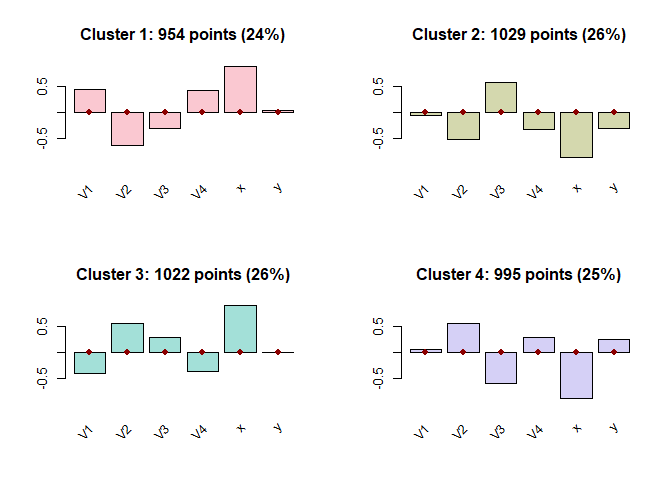 Cluster 1: 954 points (24%)
0.5
-0.5
V1 V2 V3 V4 x y
Cluster 2: 1029 points (26%)
0.5
-0.5
V1 V2 V3 V4 x y
Cluster 3: 1022 points (26%)
0.5
-0.5
V1 V2 V3 V4 x y
Cluster 4: 995 points (25%)
0.5
-0.5
V1 V2 V3 V4 x y